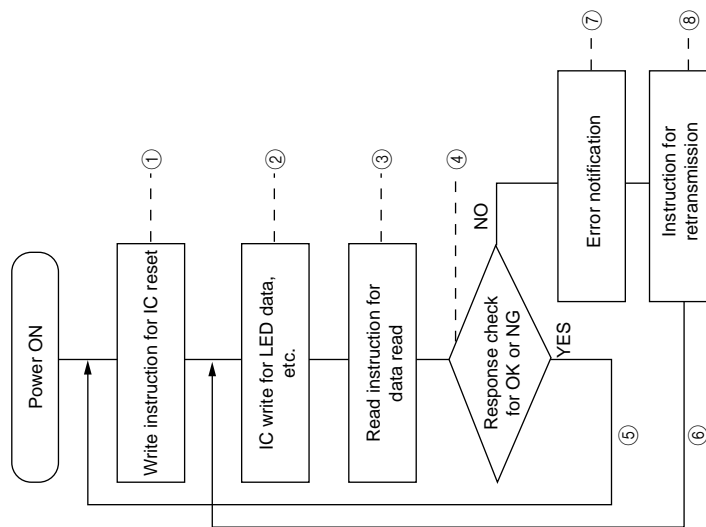 Power ON
Write instruction for IC reset
①
IC write for LED data,
etc.
②
Read instruction for
data read
③
Response check
for OK or NG
④
NO
YES
⑤
⑥
Error notification
⑦
Instruction for
retransmission
⑧